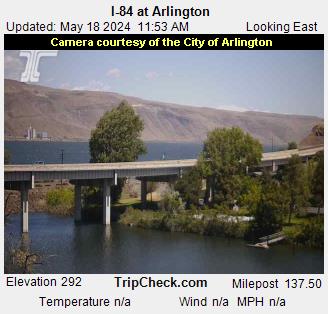 I-84 at Arlington
Updated: May 18 2024 11:53 AM Looking East
Camera courtesy of the City of Arlington
Elevation 292 TripCheck.com Milepost 137.50
Temperature n/a Wind n/a MPH n/a